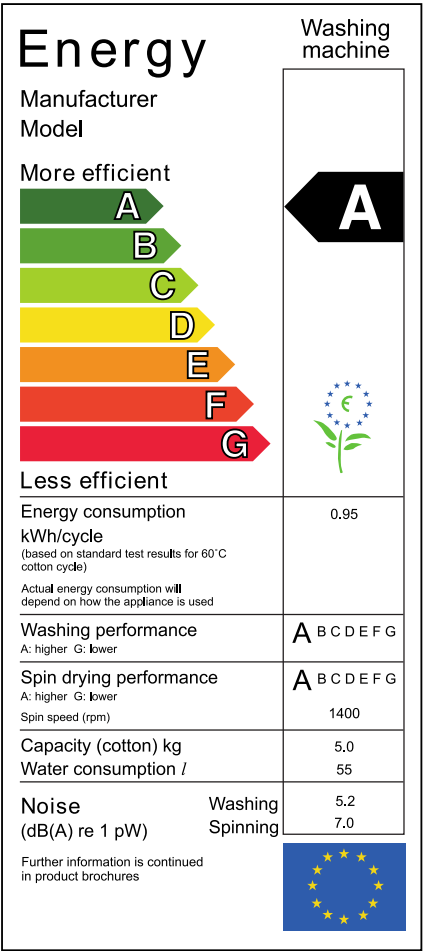 Energy
Washing
machine
Manufacturer
Model
More efficient
A
A
B
C
D
E
F
G
Less efficient
Energy consumption
kWh/cycle
(based on standard test results for 60˚C
cotton cycle)
0.95
Actual energy consumption will
depend on how the appliance is used
Washing performance
A: higher G: lower
A B C D E F G
Spin drying performance
A: higher G: lower
A B C D E F G
Spin speed (rpm)
1400
Capacity (cotton) kg
5.0
Water consumption l
55
Noise
(dB(A) re 1 pW)
Washing
5.2
Spinning
7.0
Further information is continued
in product brochures